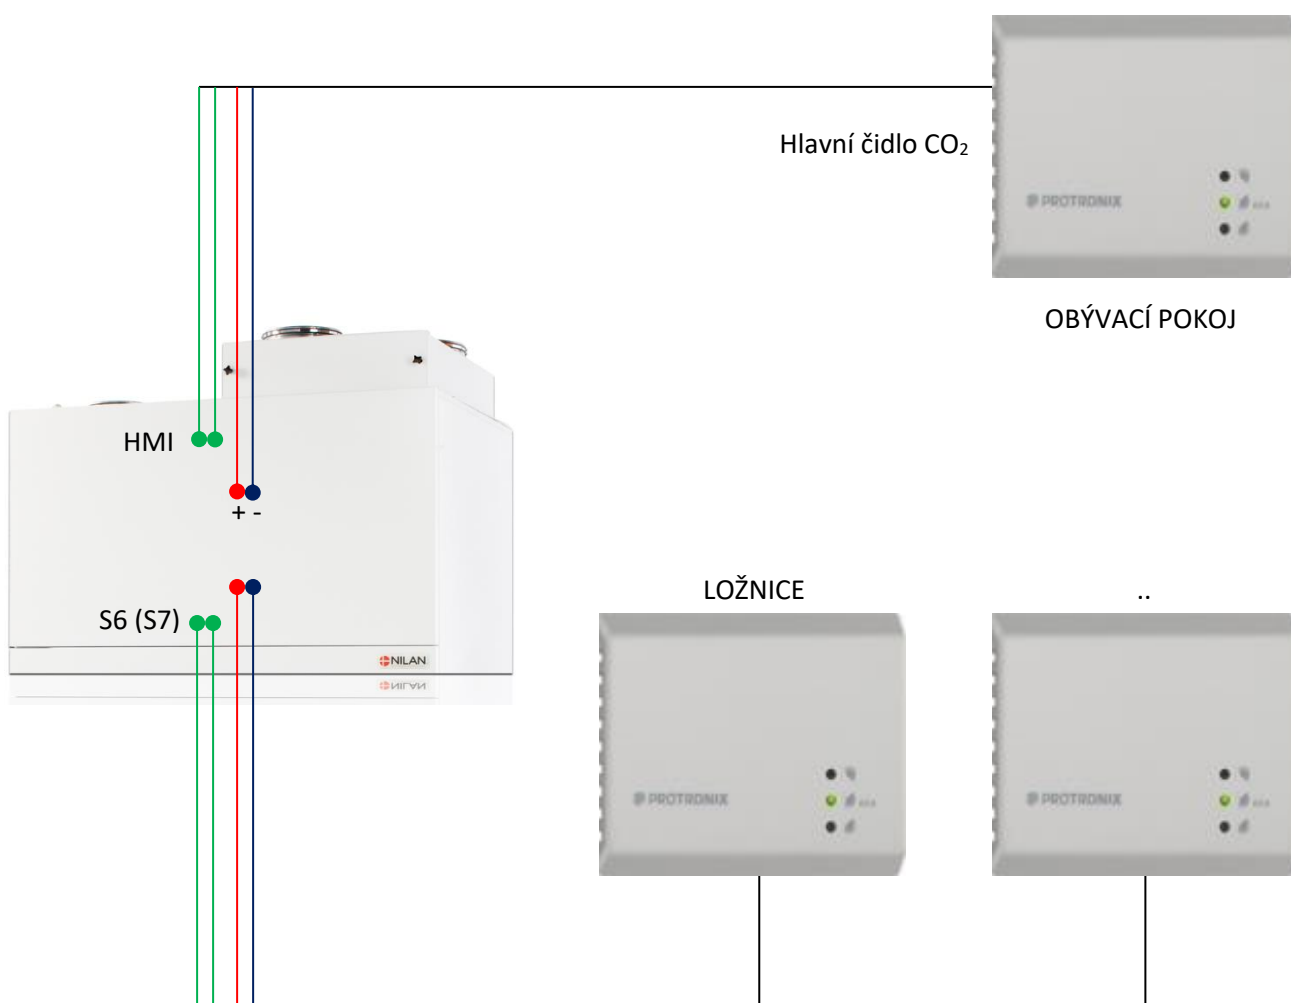 Hlavní čidlo CO₂
PROTRONIX
OBÝVACÍ POKOJ
HMI
+ -
S6 (S7)
NILAN
LOŽNICE
..
PROTRONIX
PROTRONIX